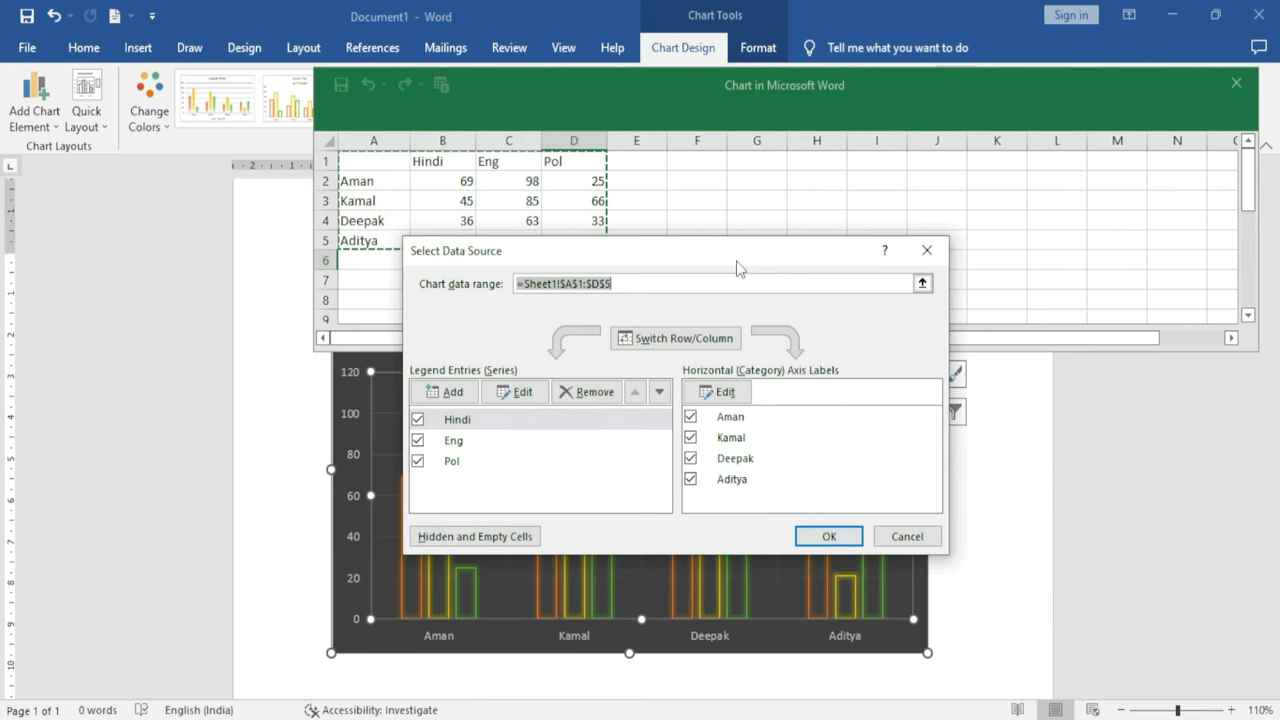 Document1 - Word
Chart Tools
Sign in
File Home Insert Draw Design Layout References Mailings Review View Help Chart Design Format Tell me what you want to do
Add Chart Element
Quick Layout
Change Colors
Chart Layouts
Chart in Microsoft Word
A B C D E F G H I J K L M N
1 Hindi Eng Pol
2 Aman 69 98 25
3 Kamal 45 85 66
4 Deepak 36 63 33
5 Aditya
6
7
8
9
Select Data Source ?
Chart data range: =Sheet1!$A$1:$D$5
Switch Row/Column
Legend Entries (Series)
Add Edit Remove
Hindi
Eng
Pol
Horizontal (Category) Axis Labels
Edit
Aman
Kamal
Deepak
Aditya
Hidden and Empty Cells OK Cancel
120
100
80
60
40
20
0
Aman Kamal Deepak Aditya
Page 1 of 1 0 words English (India) Accessibility: Investigate 110%